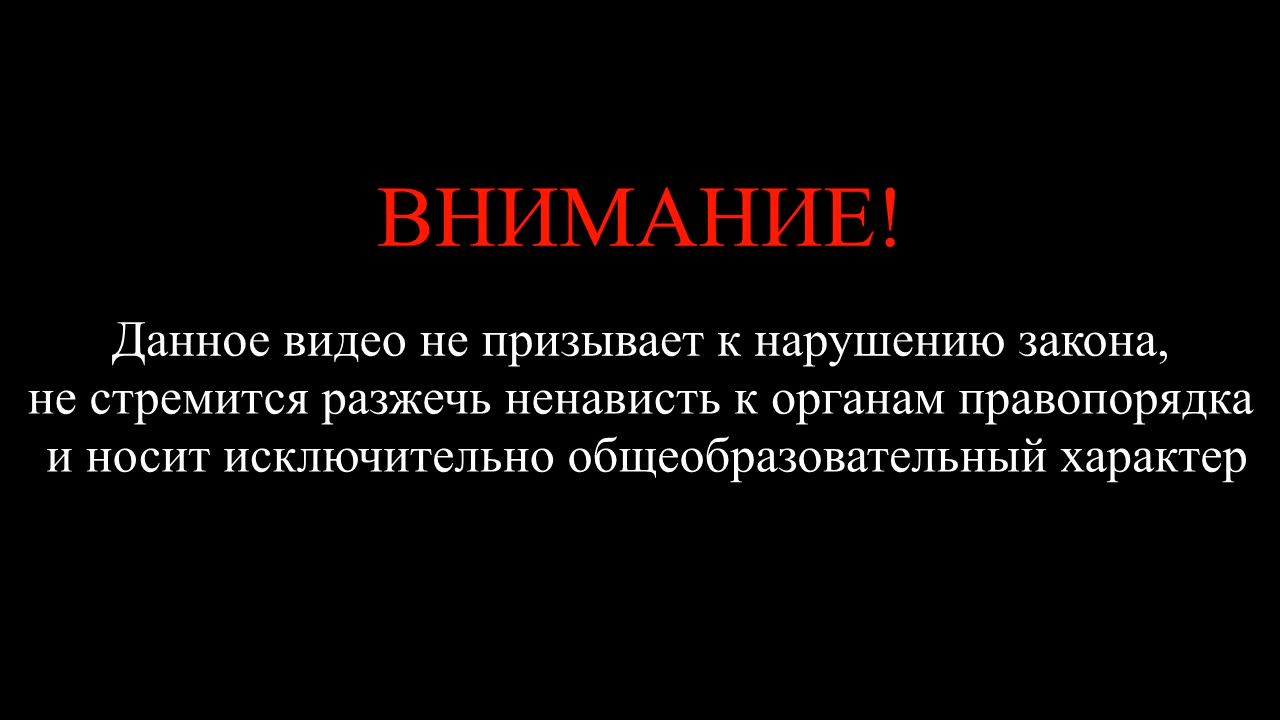 ВНИМАНИЕ!
Данное видео не призывает к нарушению закона,
не стремится разжечь ненависть к органам правопорядка
и носит исключительно общеобразовательный характер